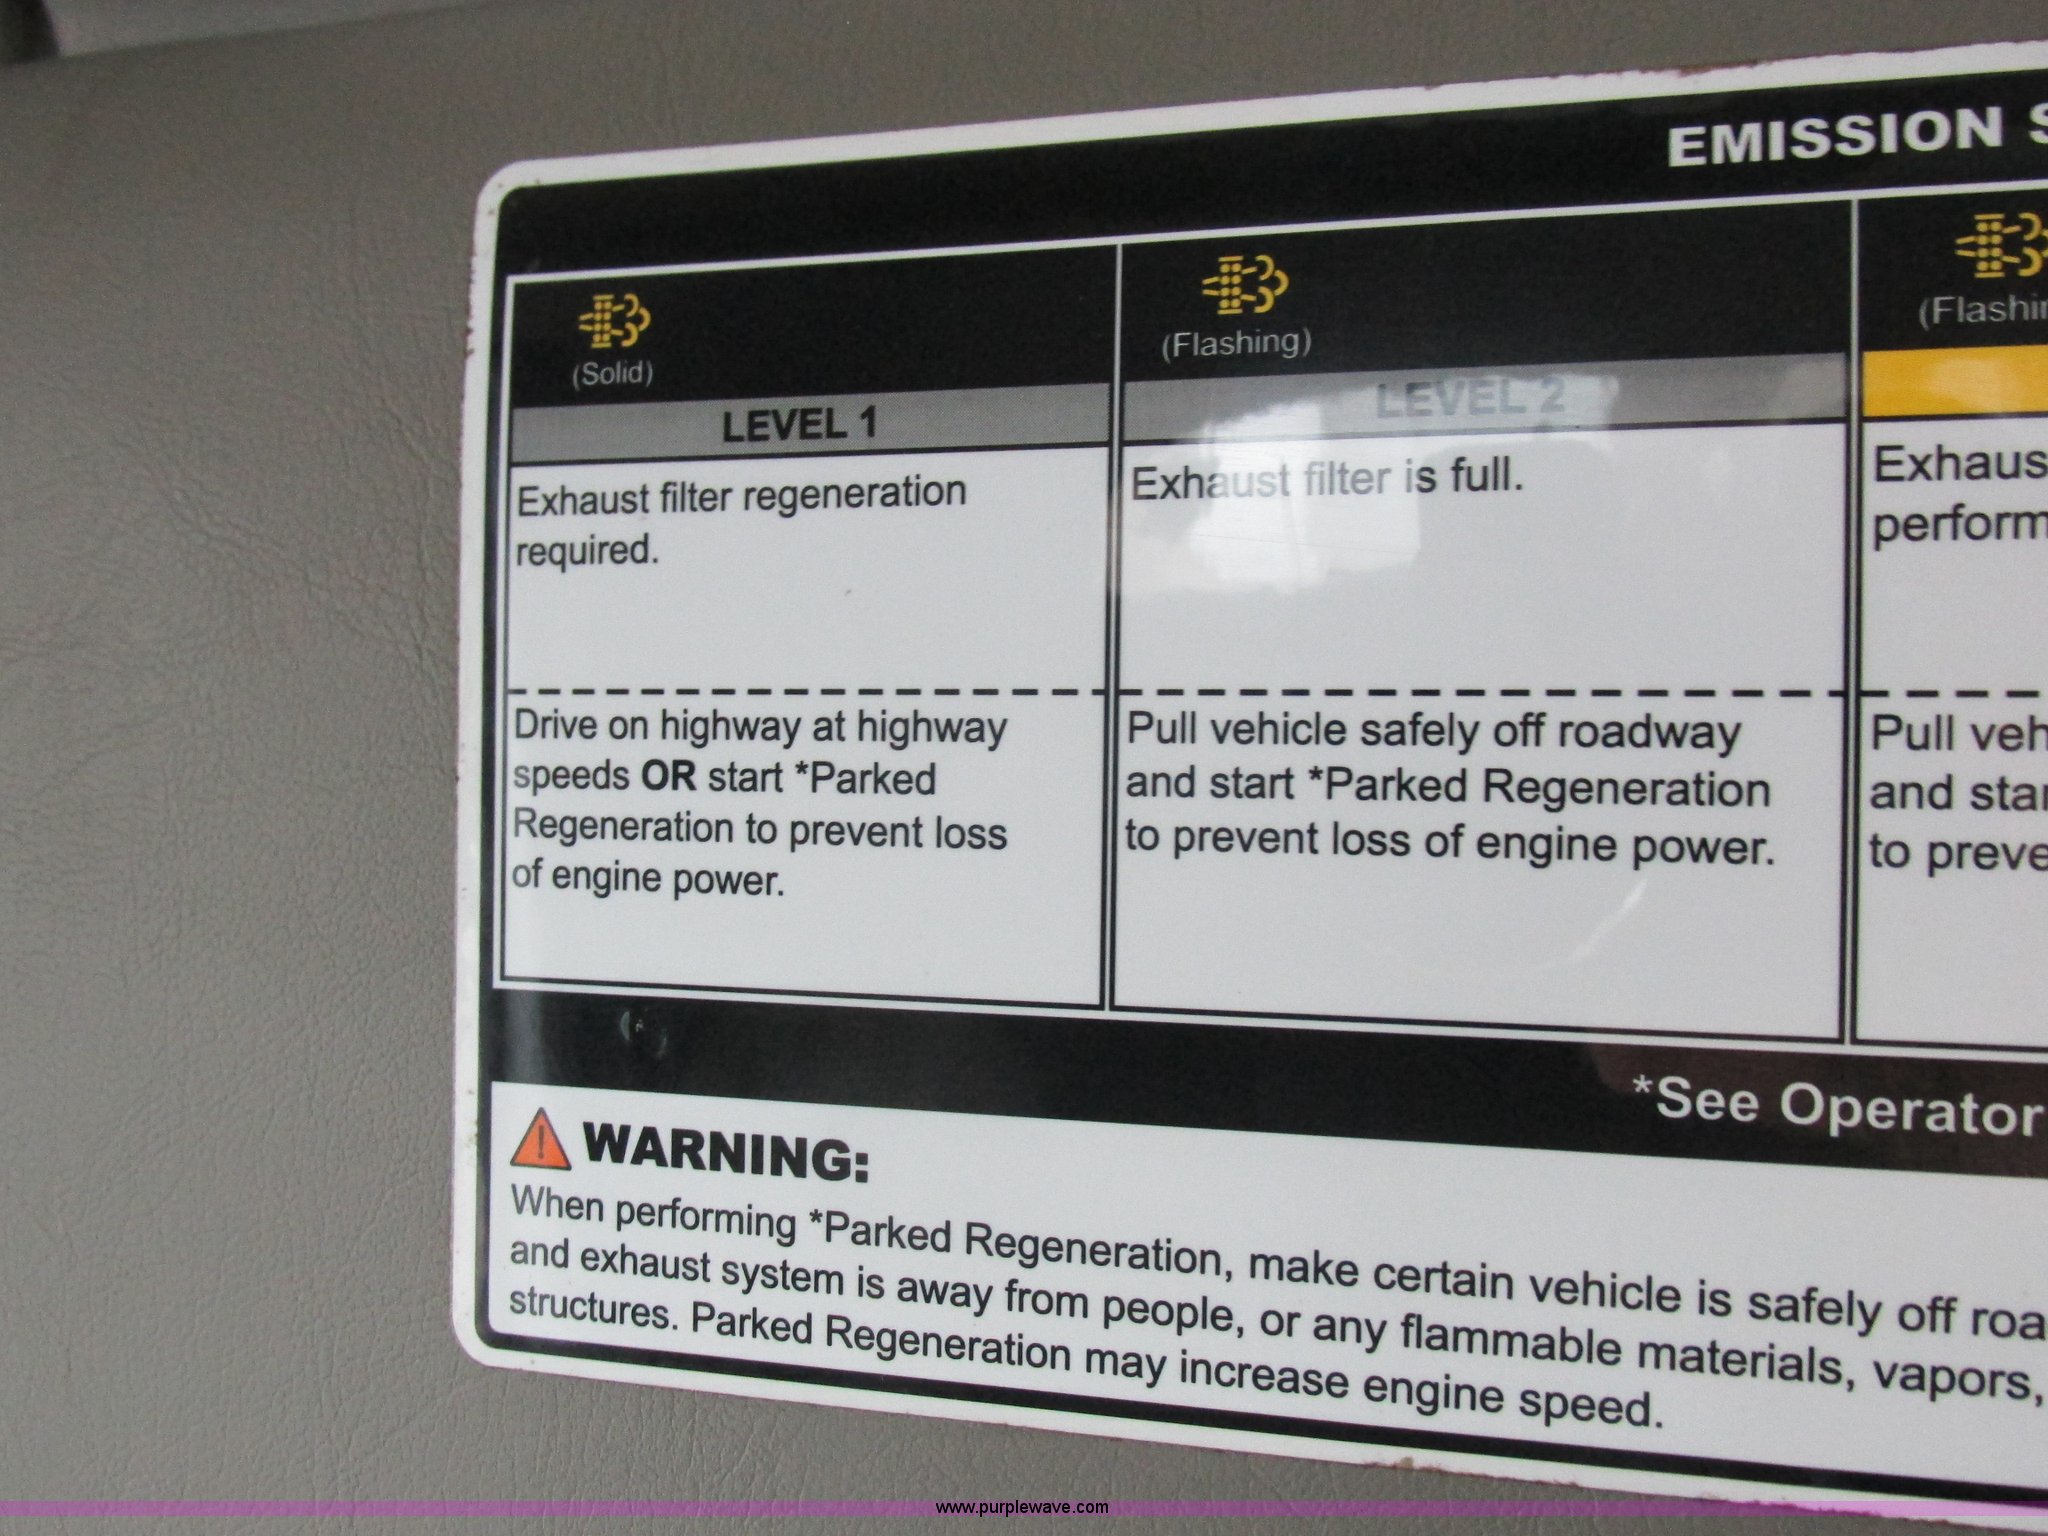 EMISSION
(Solid)
LEVEL 1
Exhaust filter regeneration
required.
Drive on highway at highway
speeds OR start *Parked
Regeneration to prevent loss
of engine power.
(Flashing)
LEVEL 2
Exhaust filter is full.
Pull vehicle safely off roadway
and start *Parked Regeneration
to prevent loss of engine power.
(Flashin
Exhaus
perform
Pull veh
and star
to preve
*See Operator
WARNING:
When performing *Parked Regeneration, make certain vehicle is safely off roa
and exhaust system is away from people, or any flammable materials, vapors,
structures. Parked Regeneration may increase engine speed.
www.purplewave.com